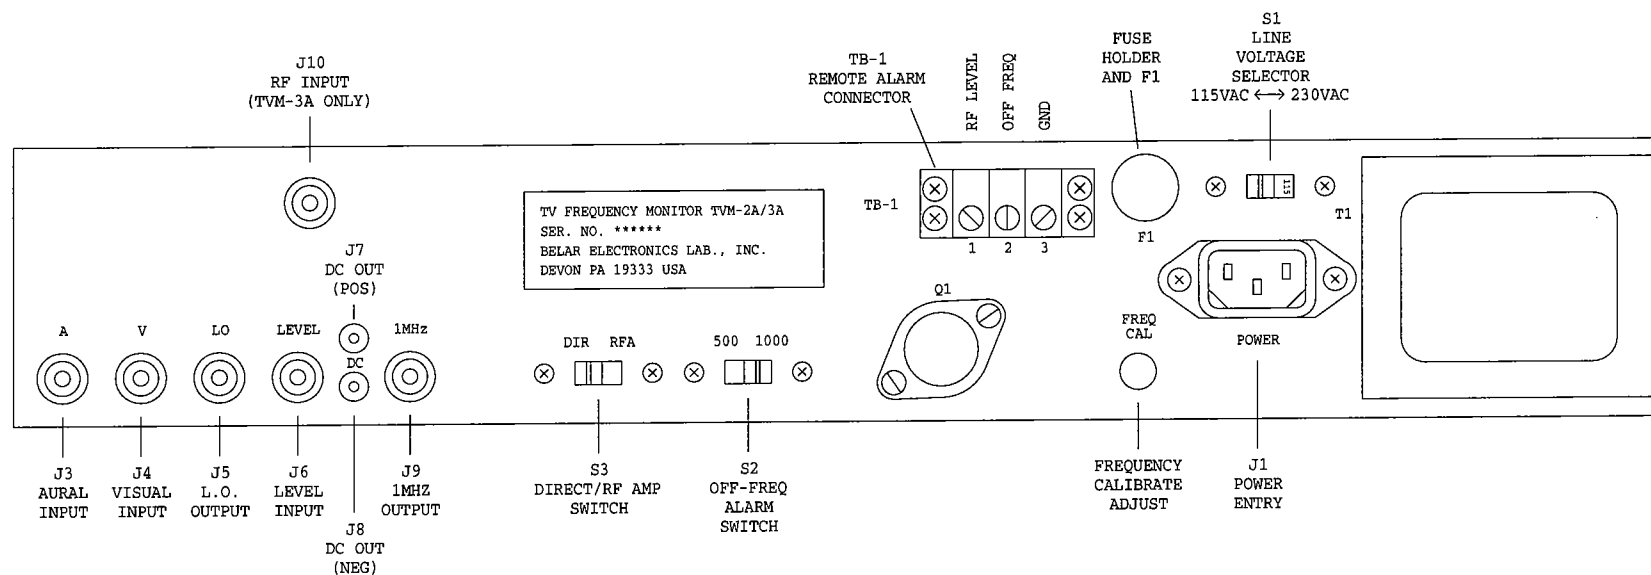 J10
RF INPUT
(TVM-3A ONLY)
TB-1
REMOTE ALARM
CONNECTOR
RF LEVEL
OFF FREQ
GND
FUSE
HOLDER
AND F1
S1
LINE
VOLTAGE
SELECTOR
115VAC ⟷ 230VAC
TV FREQUENCY MONITOR TVM-2A/3A
SER. NO. ******
BELAR ELECTRONICS LAB., INC.
DEVON PA 19333 USA
TB-1
1 2 3
F1
115
T1
J7
DC OUT
(POS)
Q1
A
V
LO
LEVEL
DC
1MHz
DIR RFA
500 1000
FREQ
CAL
POWER
J3
AURAL
INPUT
J4
VISUAL
INPUT
J5
L.O.
OUTPUT
J6
LEVEL
INPUT
J8
DC OUT
(NEG)
J9
1MHZ
OUTPUT
S3
DIRECT/RF AMP
SWITCH
S2
OFF-FREQ
ALARM
SWITCH
FREQUENCY
CALIBRATE
ADJUST
J1
POWER
ENTRY